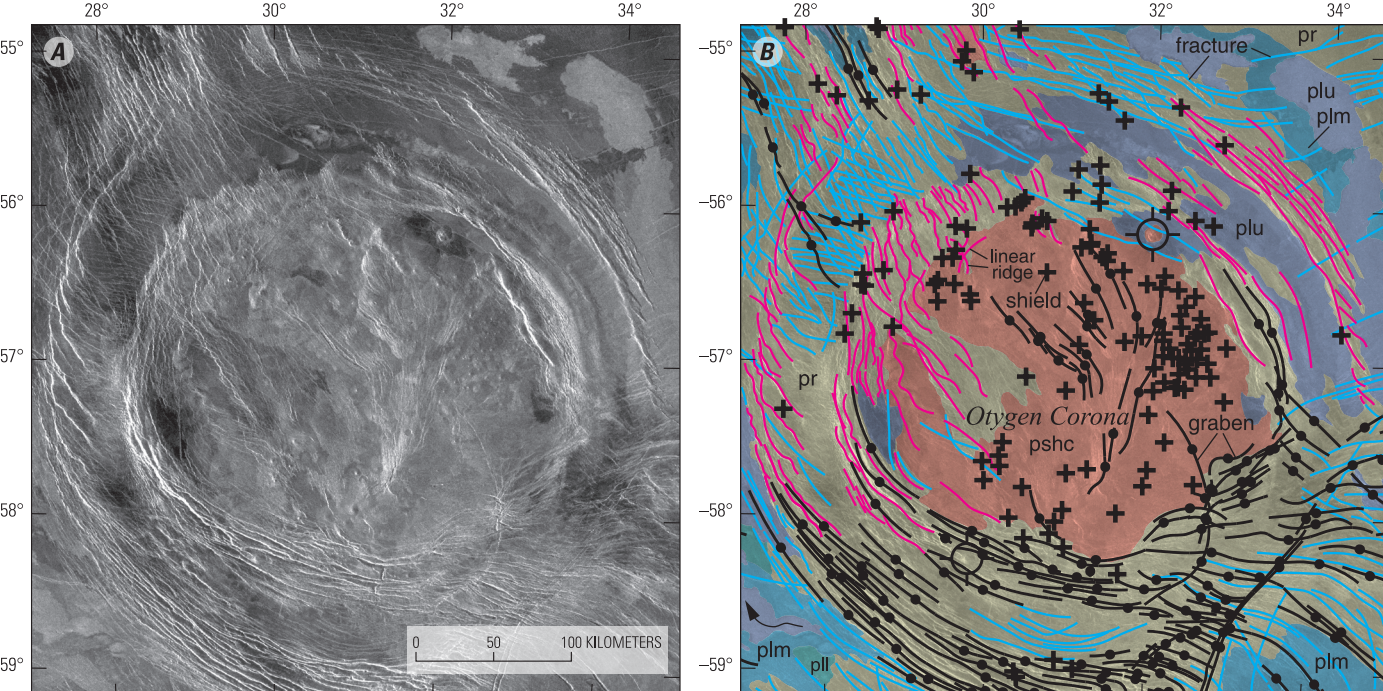 28° 30° 32° 34°
28° 30° 32° 34°
–55°
–56°
–57°
–58°
–59°
A
0 50 100 KILOMETERS
–55°
–56°
–57°
–58°
–59°
B
fracture
pr
plu
plm
plu
linear
ridge
shield
pr
Otygen Corona
pshc
graben
plm
pll
plm